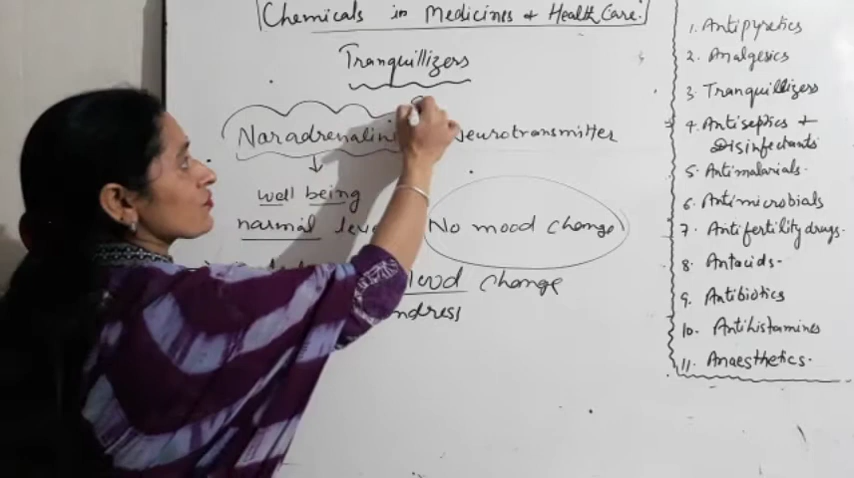 Chemicals in Medicines & Health Care.
Tranquillizers
Naradrenalin
Neurotransmitter
well being
normal
No mood change
change
1. Antipyretics
2. Analgesics
3. Tranquillizers
4. Antiseptics +
Disinfectants
5. Antimalarials.
6. Antimicrobials
7. Antifertility drugs.
8. Antacids.
9. Antibiotics
10. Antihistamines
11. Anaesthetics.